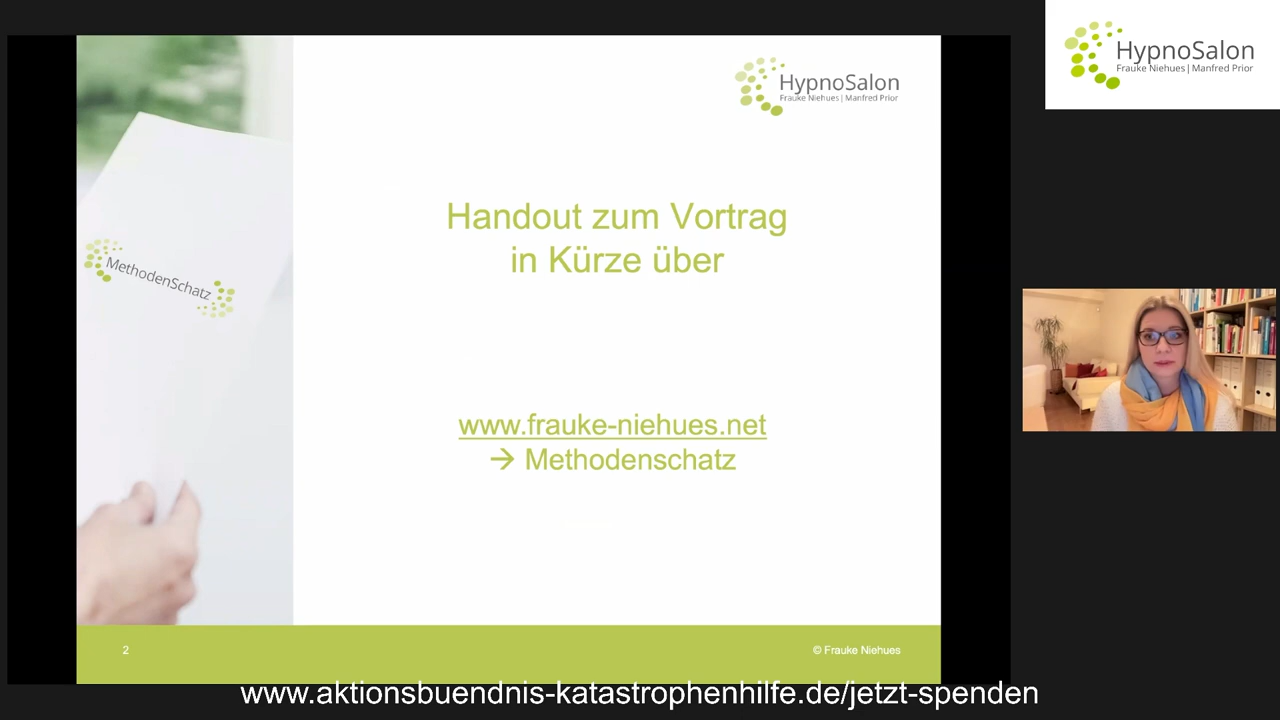 HypnoSalon
Frauke Niehues | Manfred Prior
HypnoSalon
Frauke Niehues | Manfred Prior
Handout zum Vortrag
in Kürze über
MethodenSchatz
www.frauke-niehues.net
→ Methodenschatz
2
© Frauke Niehues
www.aktionsbuendnis-katastrophenhilfe.de/jetzt-spenden